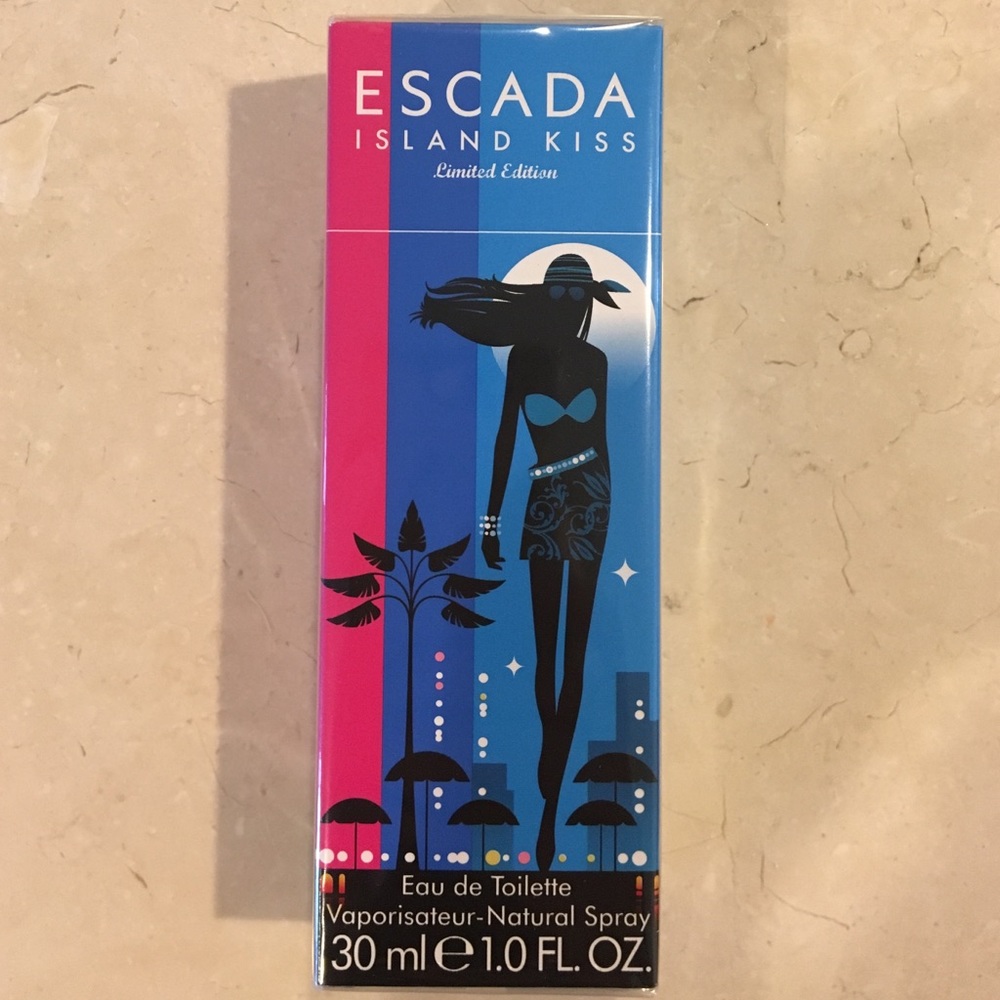 ESCADA
ISLAND KISS
Limited Edition
Eau de Toilette
Vaporisateur-Natural Spray
30 ml ℮ 1.0 FL. OZ.